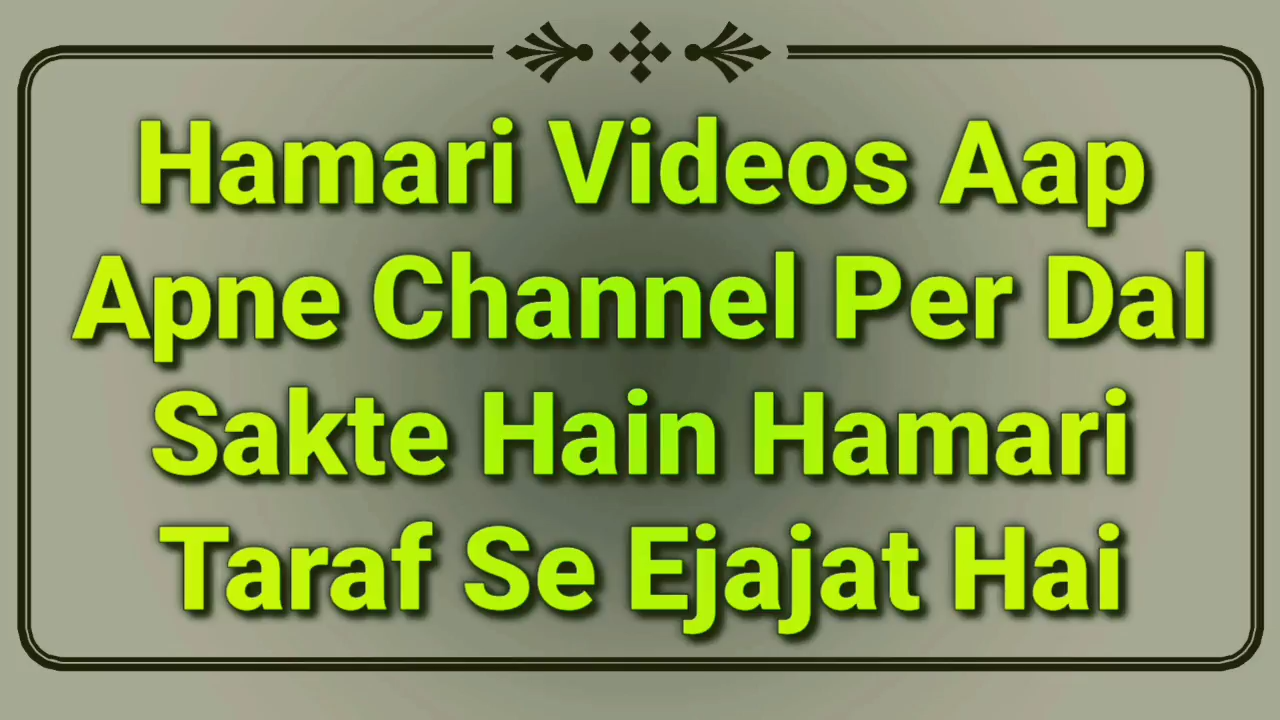 Hamari Videos Aap
Apne Channel Per Dal
Sakte Hain Hamari
Taraf Se Ejajat Hai